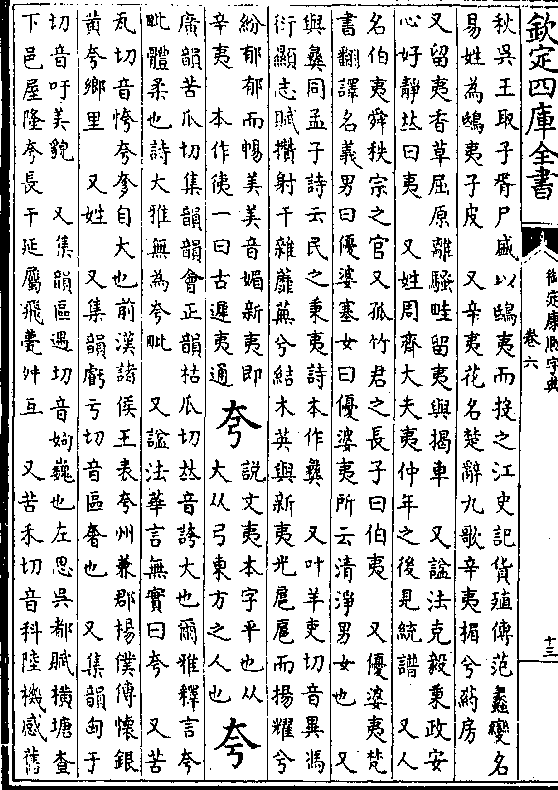 欽定四庫全書
御定康熙字典
卷六
十三
秋吳王取子胥尸盛以鴟夷而投之江史記貨殖傳范蠡變名
易姓為鴟夷子皮　又辛夷花名楚辭九歌辛夷楣兮葯房
又留夷香草屈原離騷畦留夷與揭車　又諡法克毅秉政安
心好靜𠀤曰夷　又姓周齊大夫夷仲年之後見統譜　又人
名伯夷舜秩宗之官又孤竹君之長子曰伯夷　又優婆夷梵
書翻譯名義男曰優婆塞女曰優婆夷所云清淨男女也　又
與彝同孟子詩云民之秉夷詩本作彝　又叶羊吏切音異馮
衍顯志賦攢射干雜蘼蕪兮結木英與新夷光扈扈而揚耀兮
紛郁郁而暢美美音媚新夷即
辛夷　本作㑥一曰古遲夷通
說文夷本字平也从
大从弓東方之人也
夸
廣韻苦瓜切集韻韻會正韻枯瓜切𠀤音誇大也爾雅釋言夸
毗體柔也詩大雅無為夸毗　又諡法華言無實曰夸　又苦
瓦切音恗夸奓自大也前漢諸侯王表夸州兼郡楊僕傳懷銀
黃夸鄉里　又姓　又集韻虧亏切音區奢也　又集韻匈于
切音吁美貌　又集韻區遇切音姁巍也左思吳都賦橫塘查
下邑屋隆夸長干延屬飛甍舛互　又苦禾切音科陸機感舊